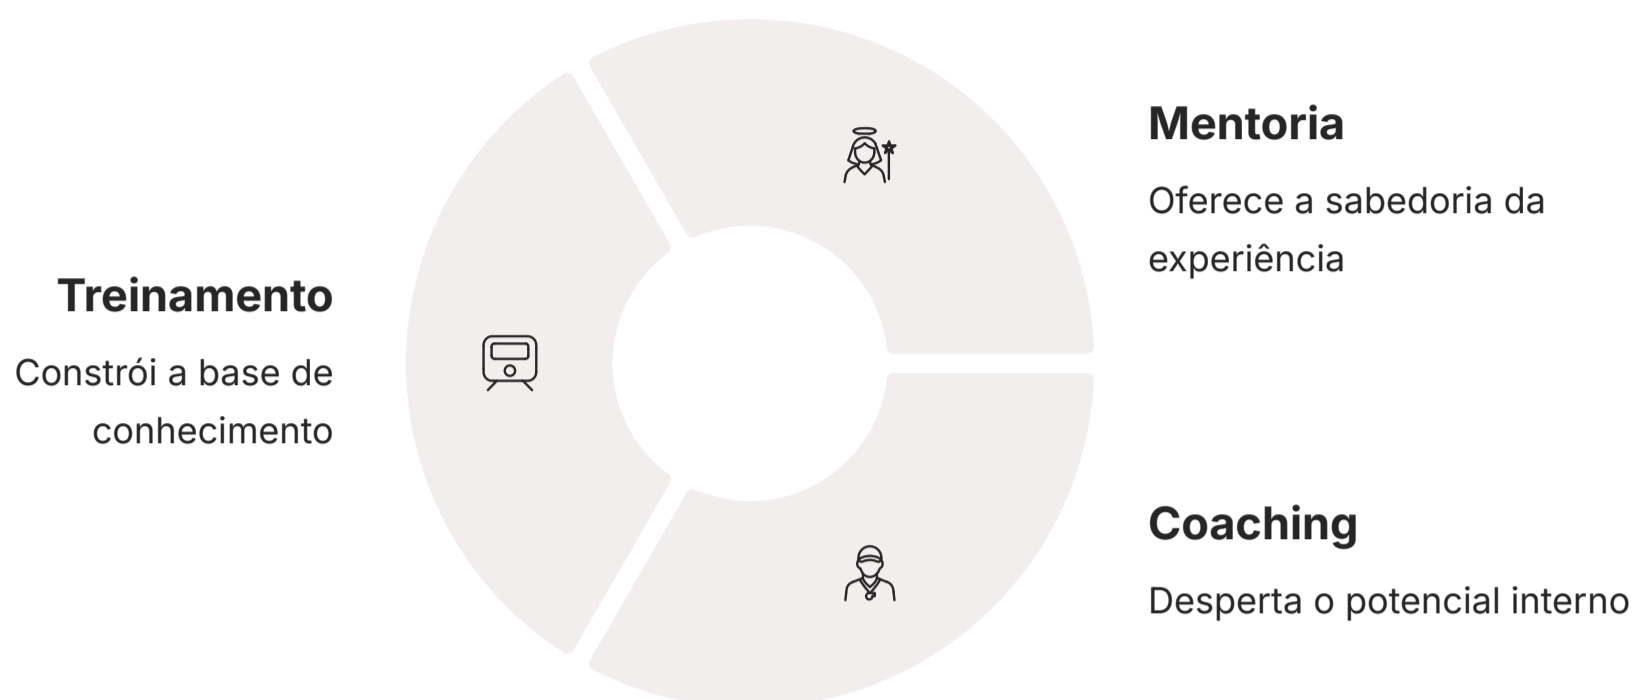 Mentoria
Oferece a sabedoria da
experiência
Treinamento
Constrói a base de
conhecimento
Coaching
Desperta o potencial interno